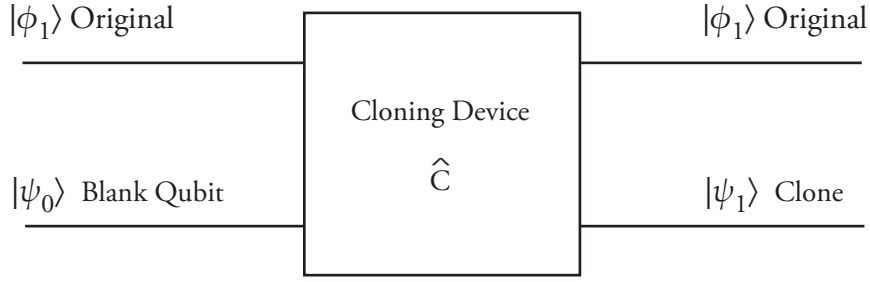 |ϕ₁⟩ Original
|ϕ₁⟩ Original
Cloning Device
Ĉ
|ψ₀⟩ Blank Qubit
|ψ₁⟩ Clone